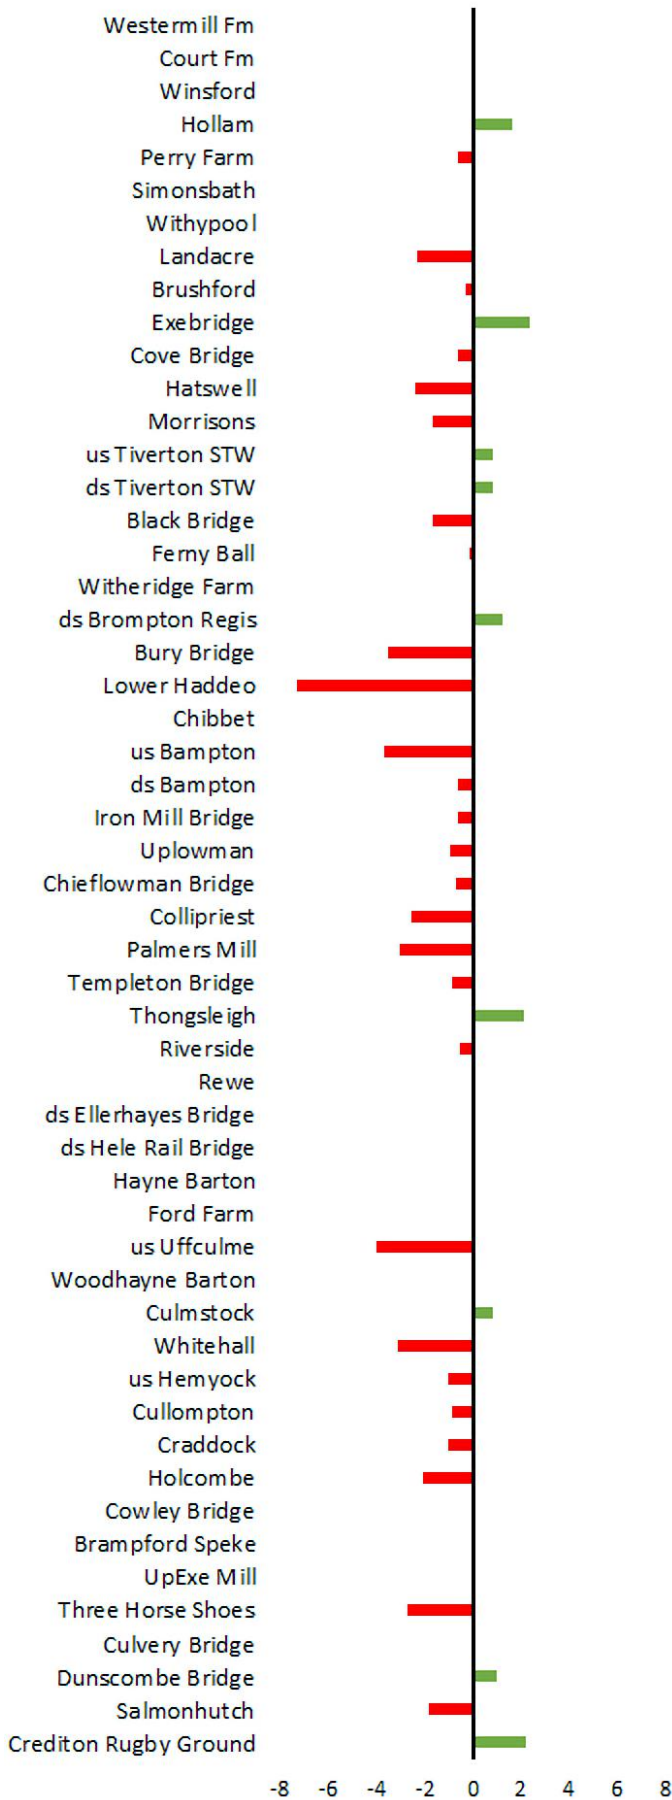 Westermill Fm
Court Fm
Winsford
Hollam
Perry Farm
Simonsbath
Withypool
Landacre
Brushford
Exebridge
Cove Bridge
Hatswell
Morrisons
us Tiverton STW
ds Tiverton STW
Black Bridge
Ferny Ball
Witheridge Farm
ds Brompton Regis
Bury Bridge
Lower Haddeo
Chibbet
us Bampton
ds Bampton
Iron Mill Bridge
Uplowman
Chieflowman Bridge
Collipriest
Palmers Mill
Templeton Bridge
Thongsleigh
Riverside
Rewe
ds Ellerhayes Bridge
ds Hele Rail Bridge
Hayne Barton
Ford Farm
us Uffculme
Woodhayne Barton
Culmstock
Whitehall
us Hemyock
Cullompton
Craddock
Holcombe
Cowley Bridge
Brampford Speke
UpExe Mill
Three Horse Shoes
Culvery Bridge
Dunscombe Bridge
Salmonhutch
Crediton Rugby Ground
-8 -6 -4 -2 0 2 4 6 8